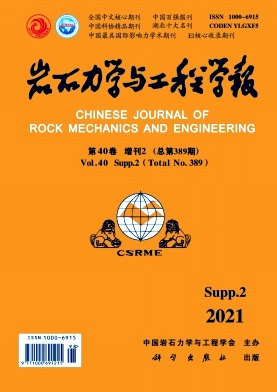 全国中文核心期刊 中国百强报刊 ISSN 1000-6915
中国科协精品期刊 湖北十大名刊 CODEN YLGXF5
中国最具国际影响力学术期刊 EI核心收录期刊
岩石力学与工程学报
CHINESE JOURNAL OF
ROCK MECHANICS AND ENGINEERING
第40卷 增刊2 (总第389期)
Vol.40 Supp.2 (Total No.389)
CSRME
Supp.2
2021
ISSN 1000-6915
9 771000 691215
中国岩石力学与工程学会 主办
科学出版社 出版